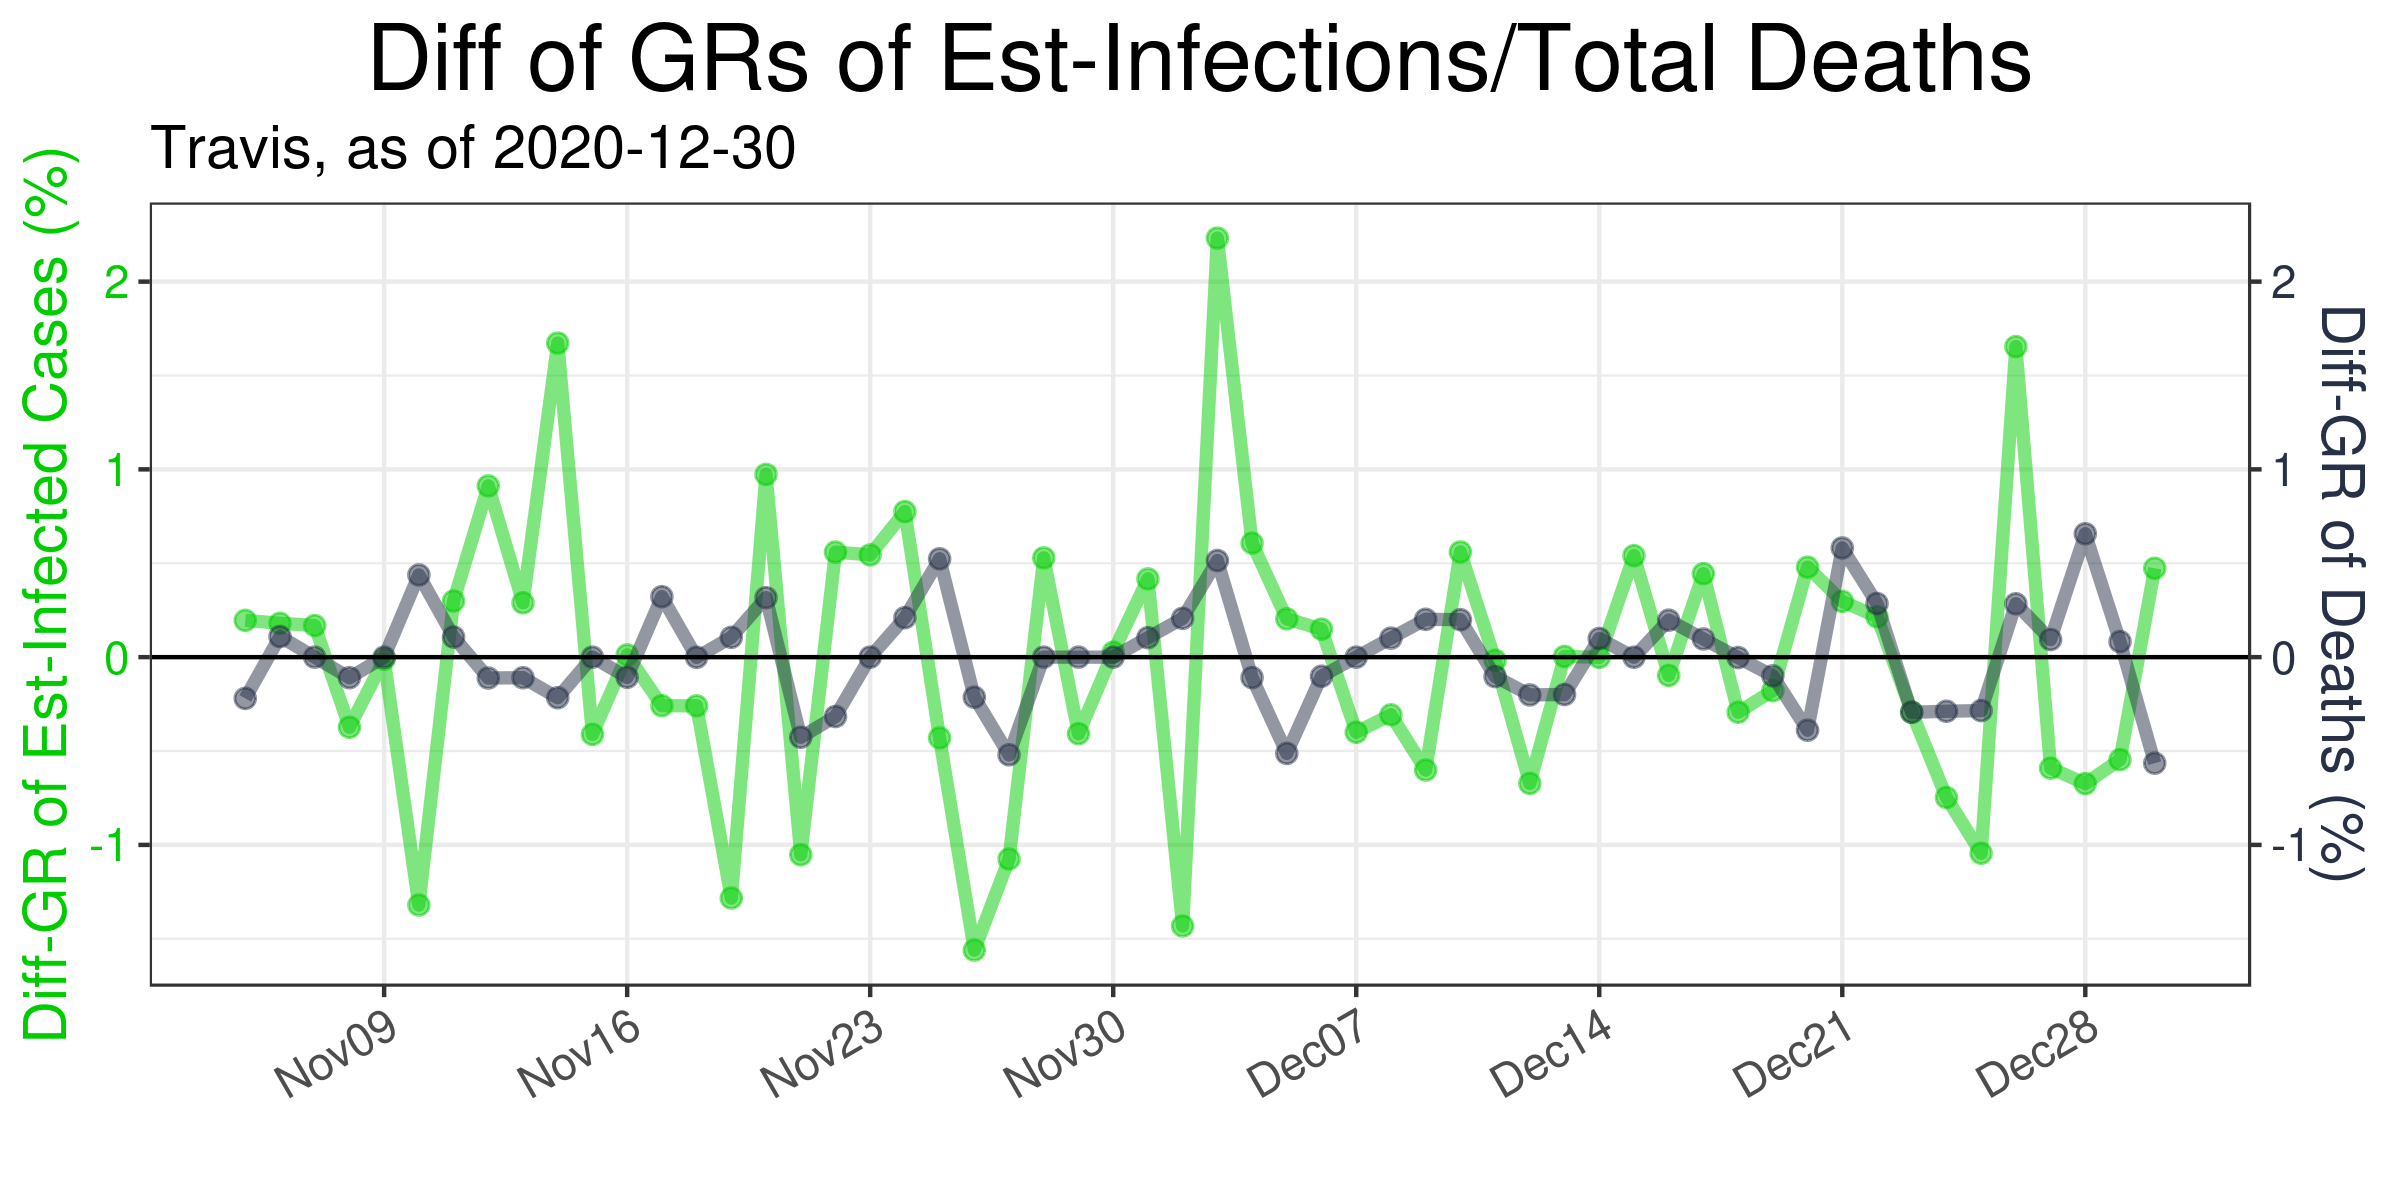 Diff of GRs of Est-Infections/Total Deaths
Travis, as of 2020-12-30
Diff-GR of Est-Infected Cases (%)
2
1
0
-1
2
1
0
-1
Diff-GR of Deaths (%)
Nov09
Nov16
Nov23
Nov30
Dec07
Dec14
Dec21
Dec28